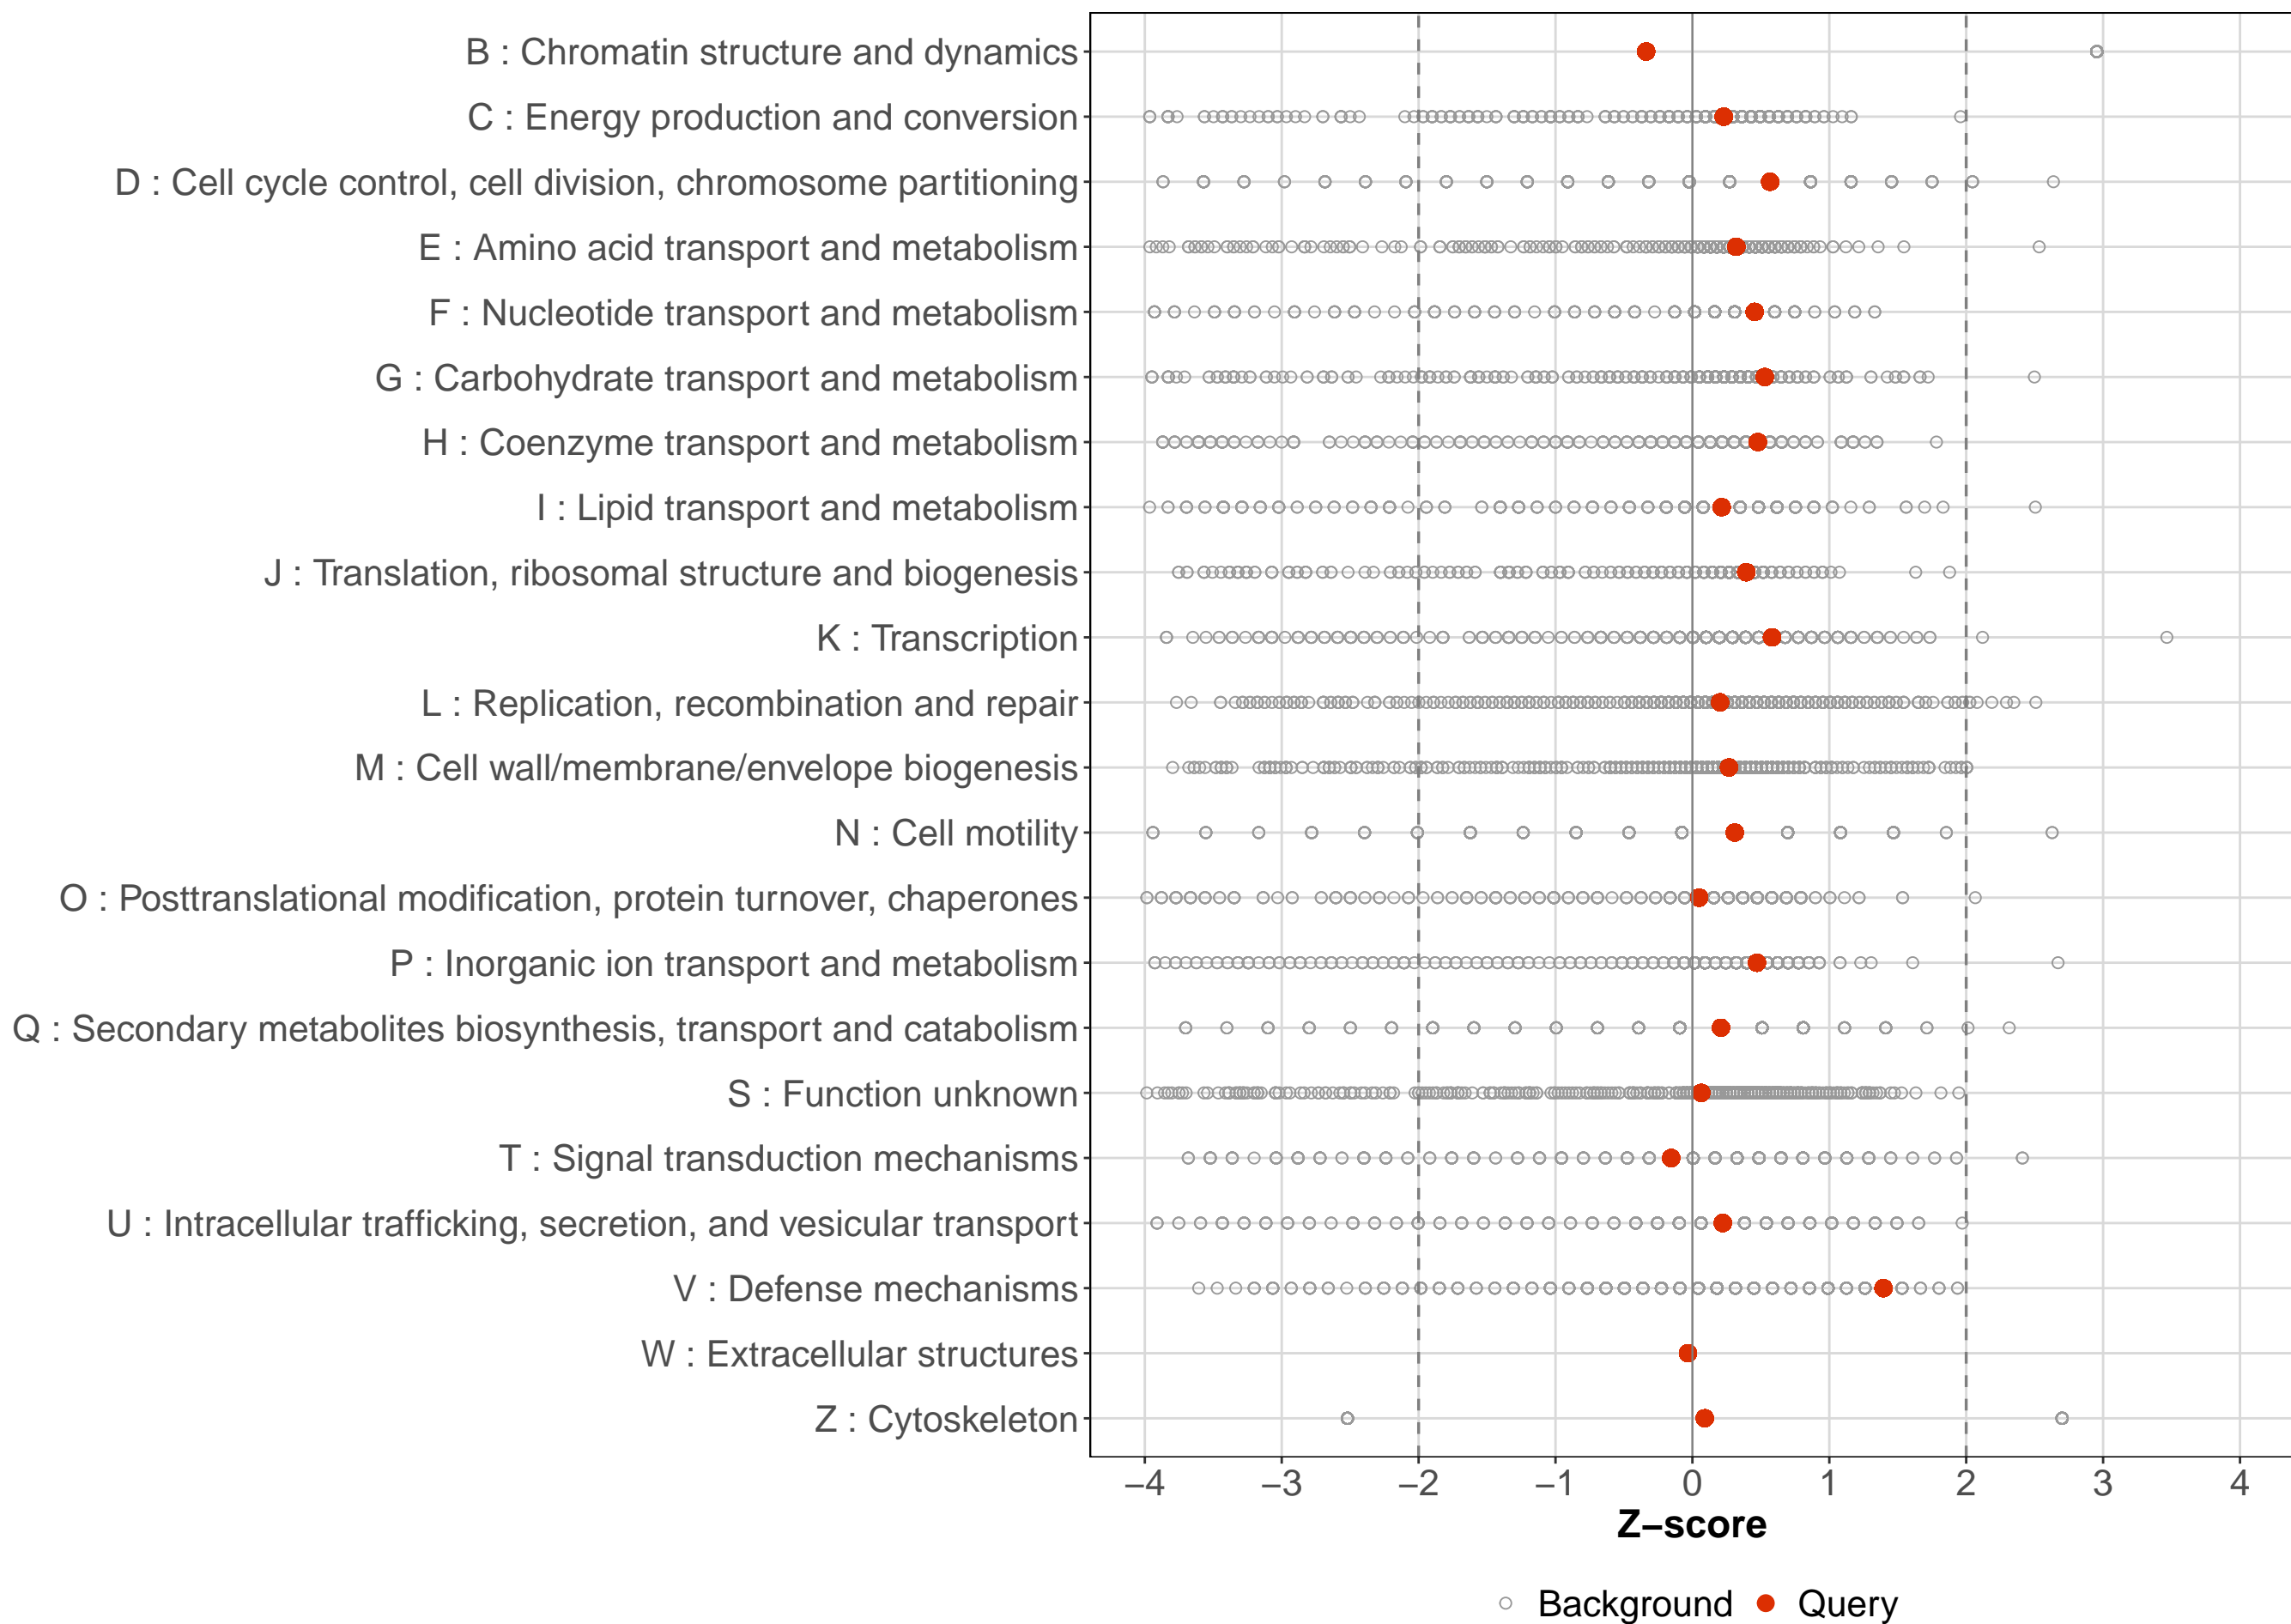 B : Chromatin structure and dynamics
C : Energy production and conversion
D : Cell cycle control, cell division, chromosome partitioning
E : Amino acid transport and metabolism
F : Nucleotide transport and metabolism
G : Carbohydrate transport and metabolism
H : Coenzyme transport and metabolism
I : Lipid transport and metabolism
J : Translation, ribosomal structure and biogenesis
K : Transcription
L : Replication, recombination and repair
M : Cell wall/membrane/envelope biogenesis
N : Cell motility
O : Posttranslational modification, protein turnover, chaperones
P : Inorganic ion transport and metabolism
Q : Secondary metabolites biosynthesis, transport and catabolism
S : Function unknown
T : Signal transduction mechanisms
U : Intracellular trafficking, secretion, and vesicular transport
V : Defense mechanisms
W : Extracellular structures
Z : Cytoskeleton
−4 −3 −2 −1 0 1 2 3 4
Z−score
Background Query